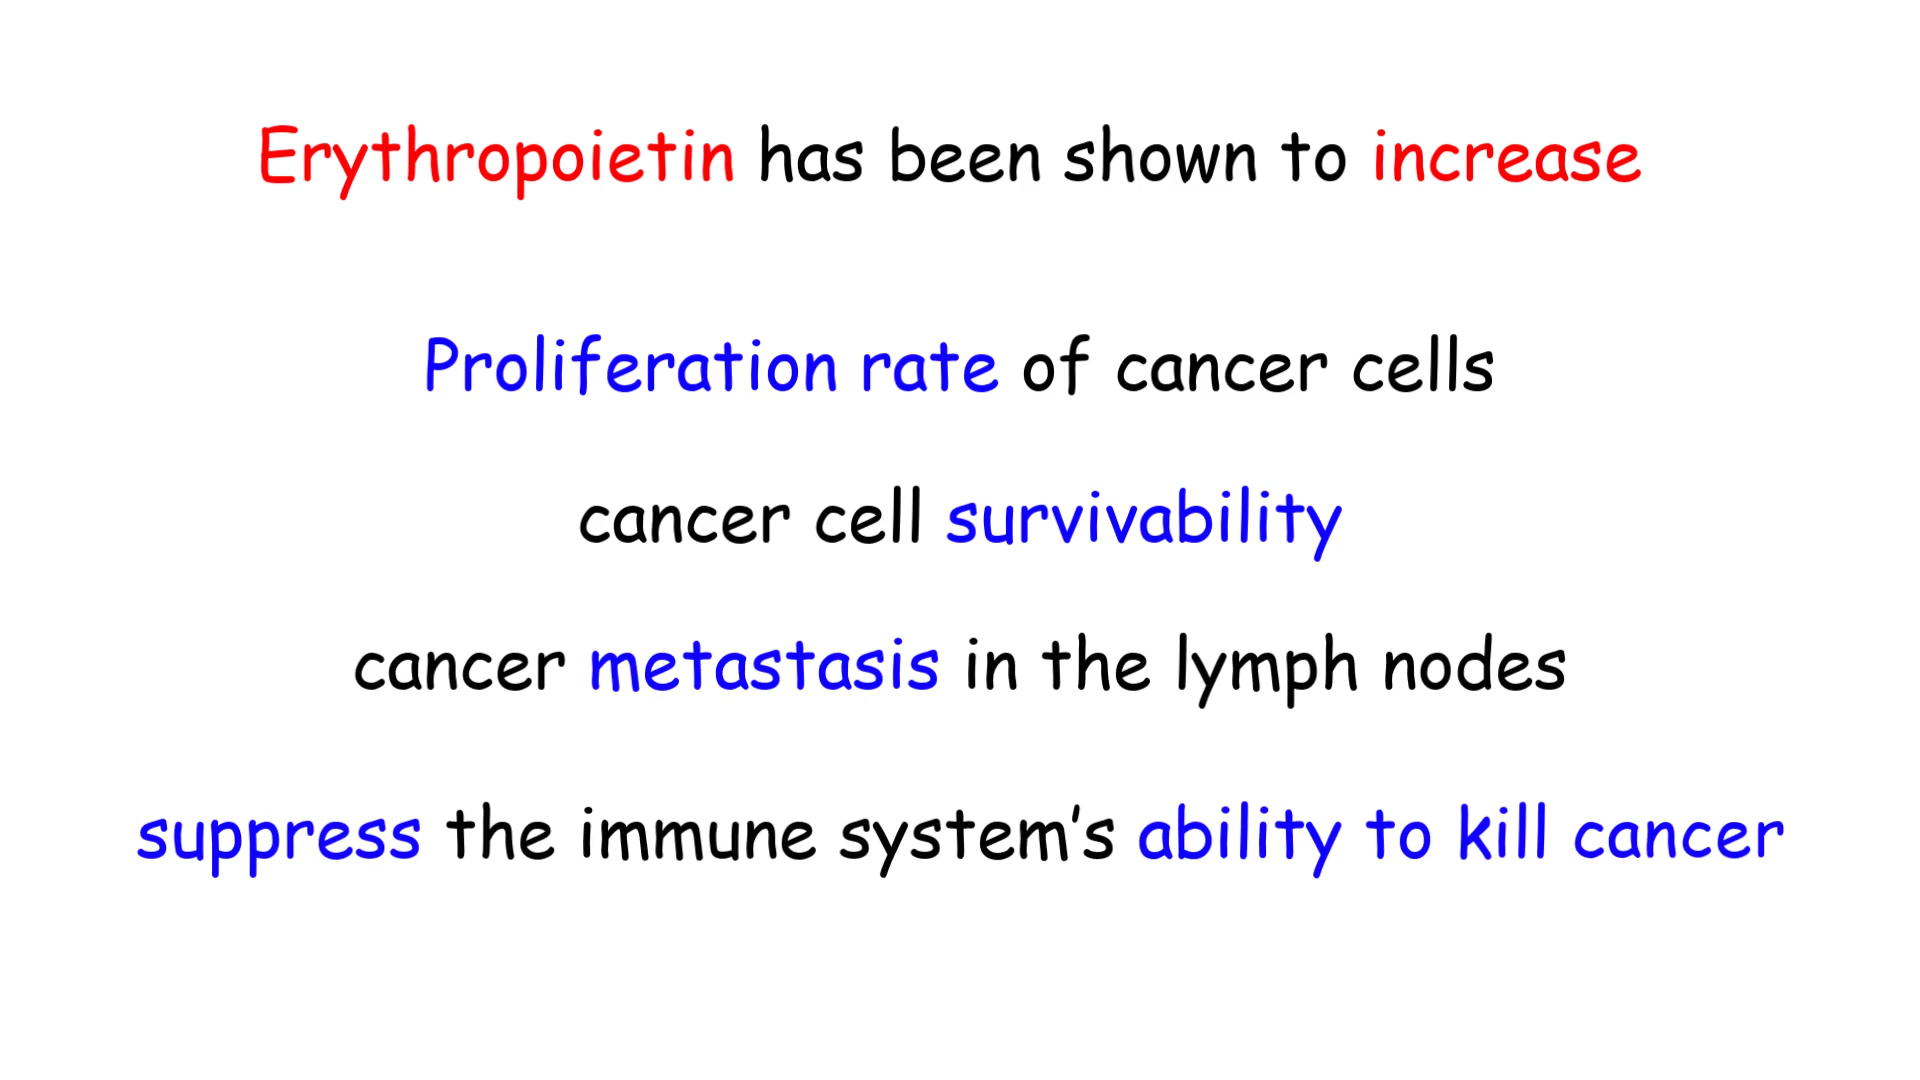 Erythropoietin has been shown to increase
Proliferation rate of cancer cells
cancer cell survivability
cancer metastasis in the lymph nodes
suppress the immune system’s ability to kill cancer